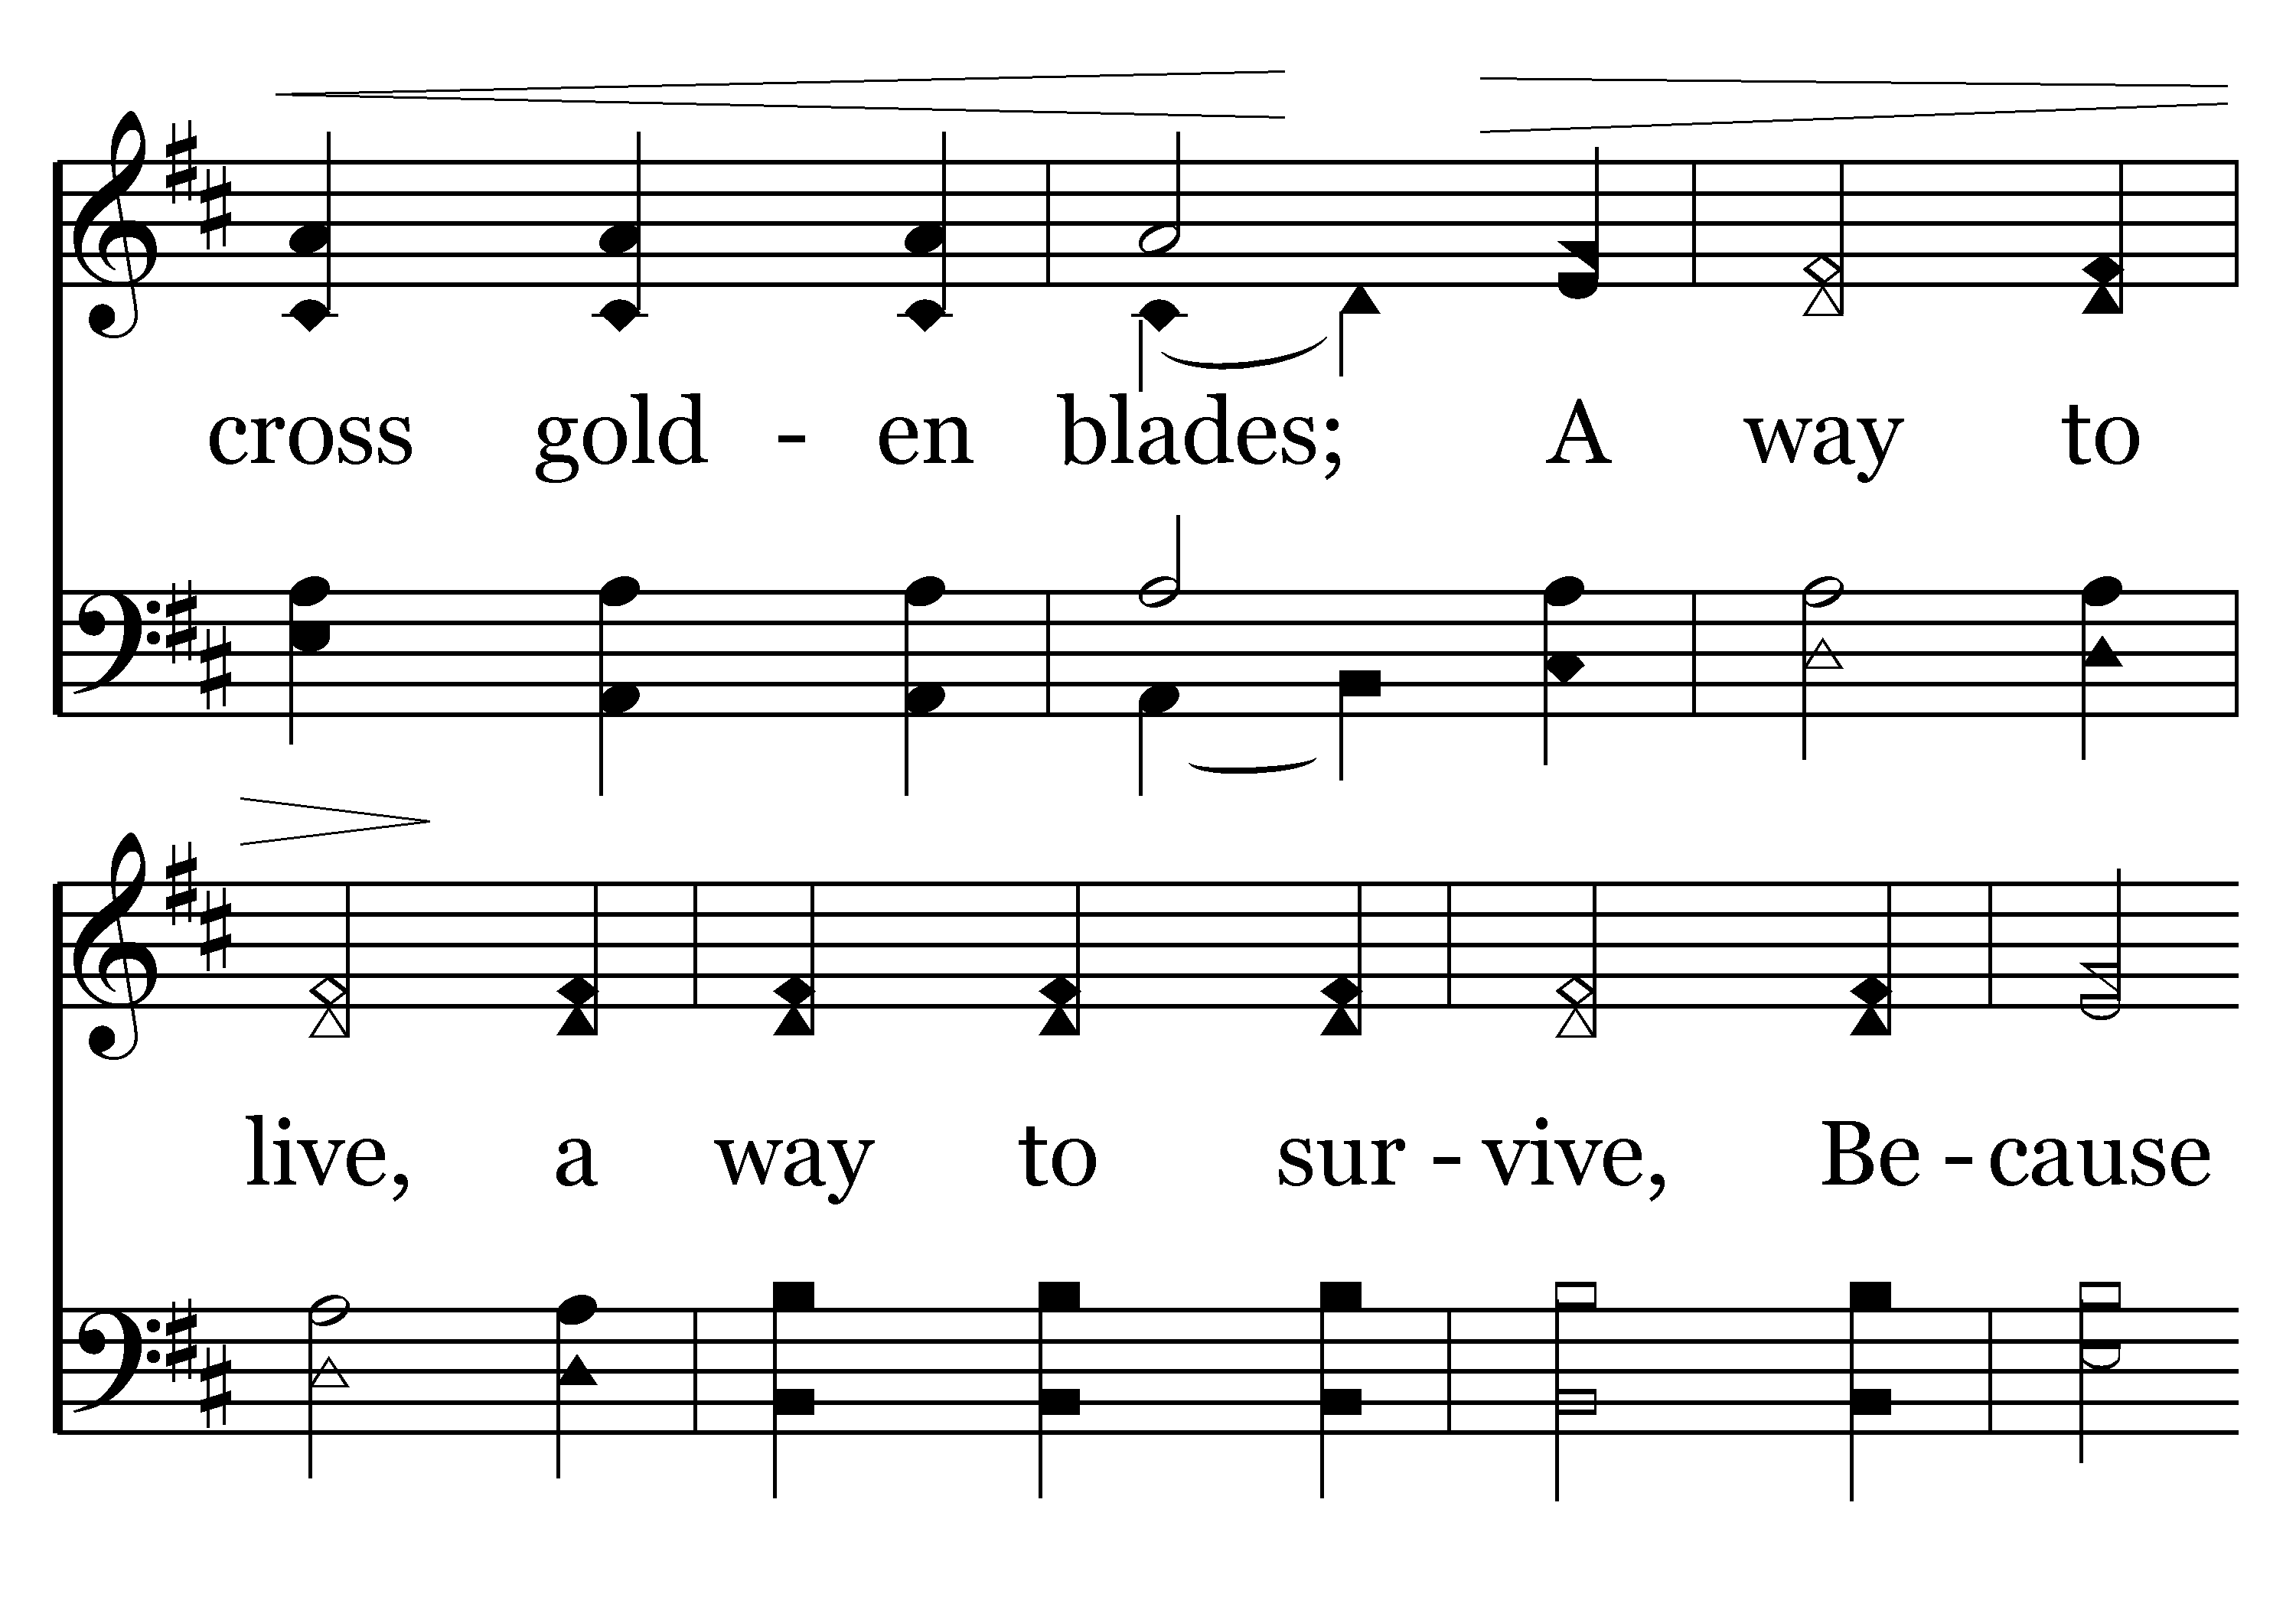 cross gold - en blades; A way to
live, a way to sur - vive, Be - cause